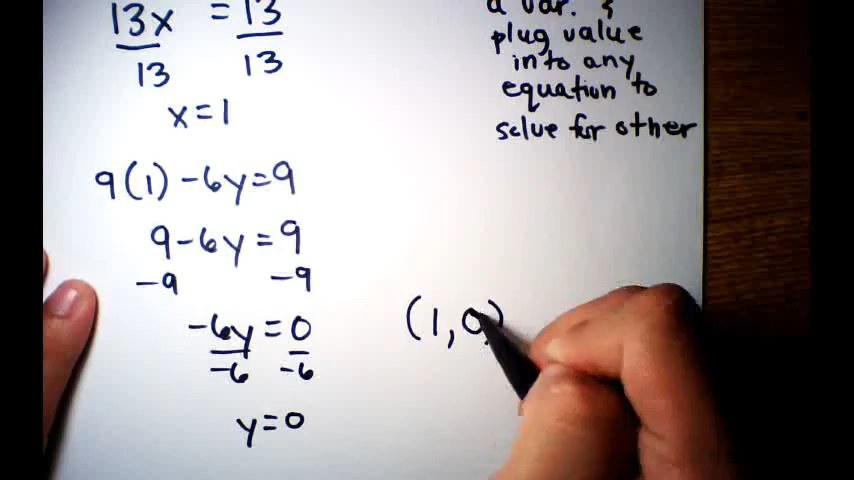 13x = 13
13 13
x=1
9(1)-6y=9
9-6y=9
-9 -9
-6y=0
-6 -6
y=0
a var. &
plug value
into any
equation to
solve for other
(1,0)